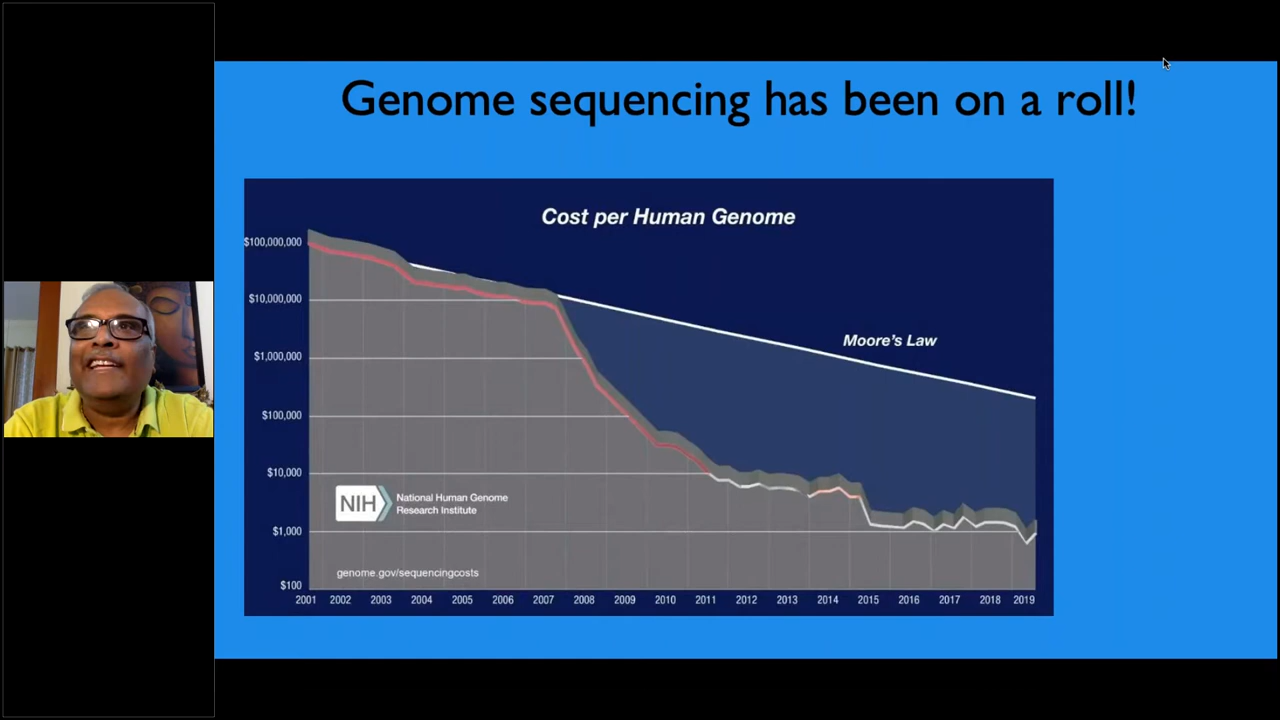 Genome sequencing has been on a roll!
Cost per Human Genome
$100,000,000
$10,000,000
Moore's Law
$1,000,000
$100,000
$10,000
NIH
National Human Genome
Research Institute
$1,000
genome.gov/sequencingcosts
$100
2001 2002 2003 2004 2005 2006 2007 2008 2009 2010 2011 2012 2013 2014 2015 2016 2017 2018 2019